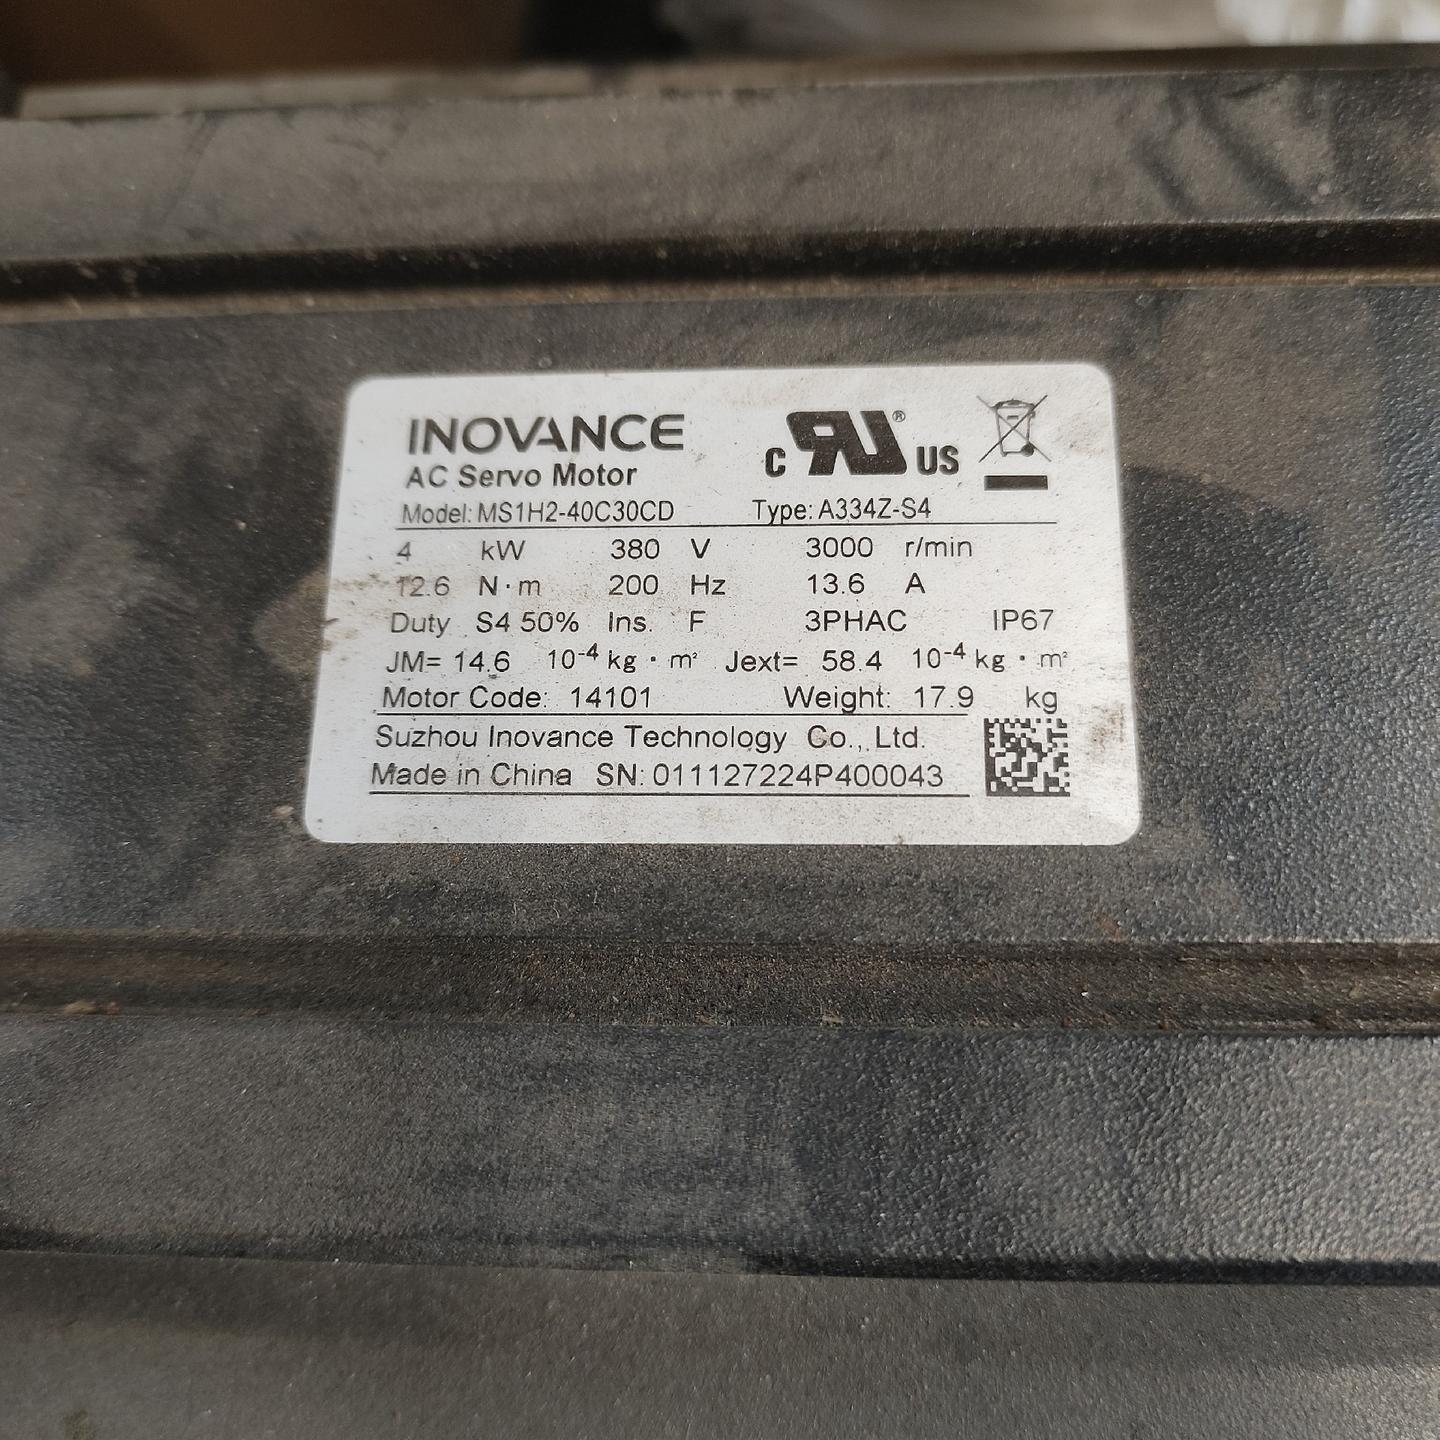 INOVANCE
AC Servo Motor
c RU ® US
Model: MS1H2-40C30CD Type: A334Z-S4
4 kW 380 V 3000 r/min
12.6 N·m 200 Hz 13.6 A
Duty S4 50% Ins. F 3PHAC IP67
JM= 14.6 10⁻⁴ kg · m² Jext= 58.4 10⁻⁴ kg · m²
Motor Code: 14101 Weight: 17.9 kg
Suzhou Inovance Technology Co., Ltd.
Made in China SN: 011127224P400043